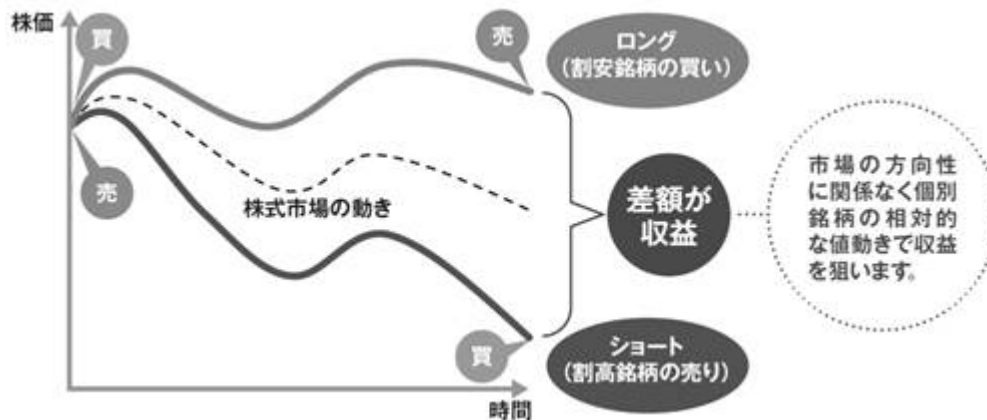 株価
買
売
ロング
(割安銘柄の買い)
売
株式市場の動き
差額が
収益
市場の方向性
に関係なく個別
銘柄の相対的
な値動きで収益
を狙います。
買
ショート
(割高銘柄の売り)
時間